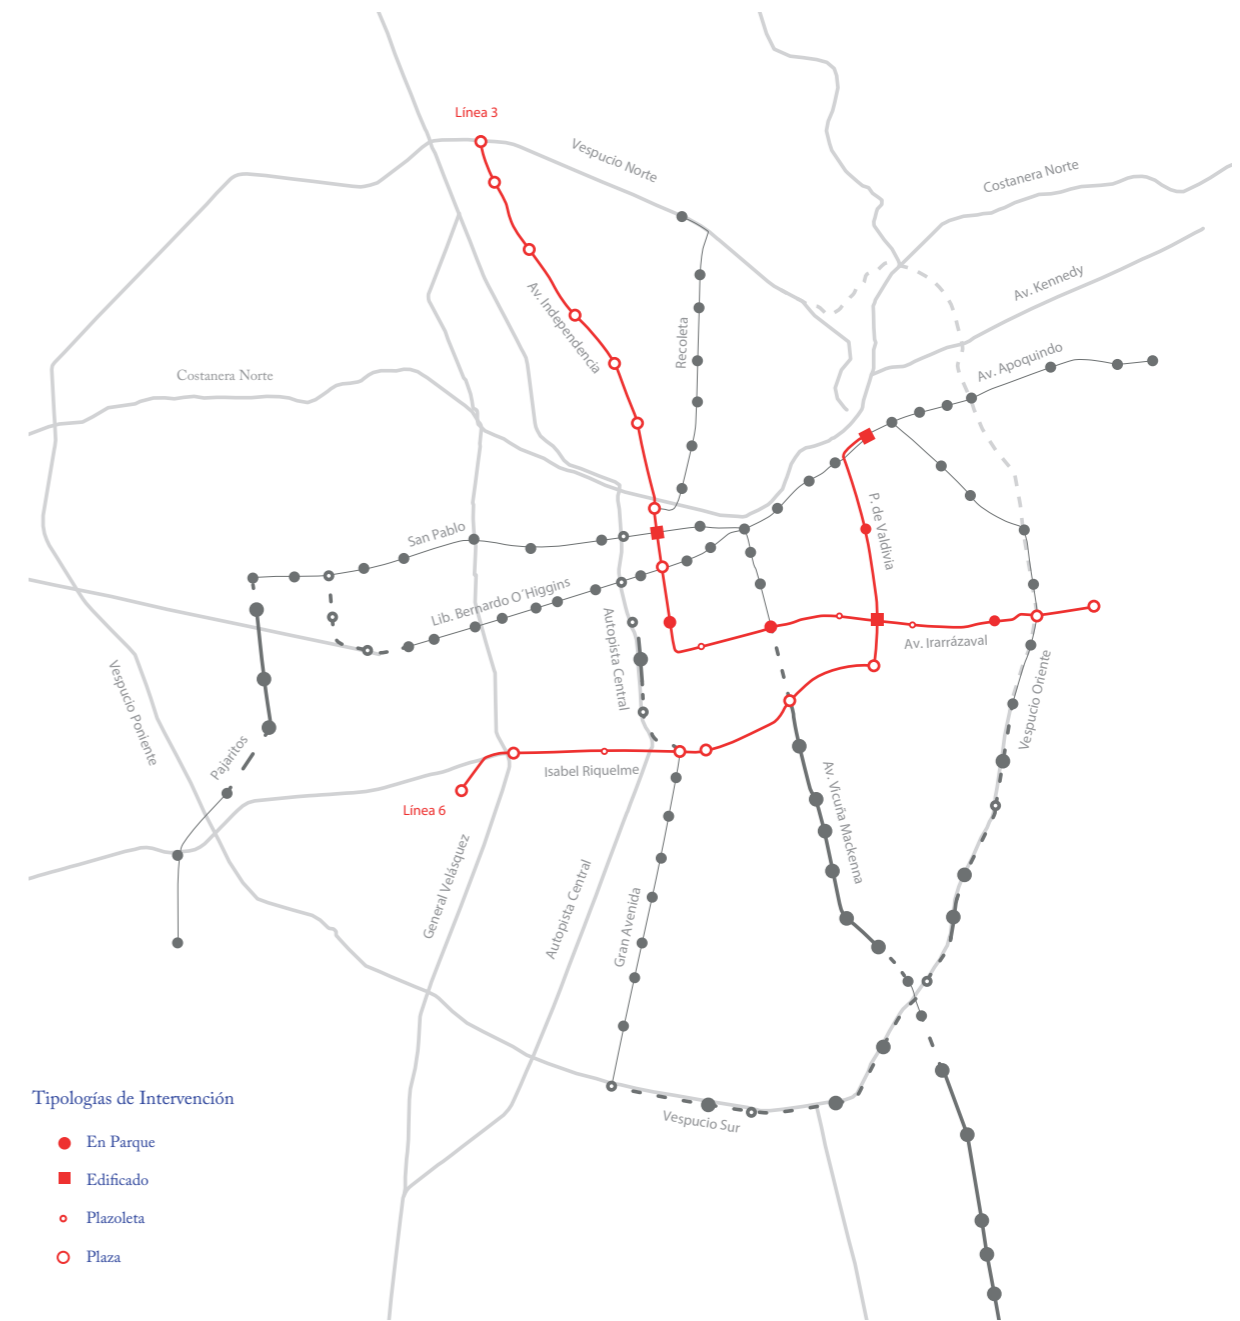 Línea 3
Vespucio Norte
Costanera Norte
Av. Kennedy
Av. Independencia
Recoleta
Av. Apoquindo
Costanera Norte
P. de Valdivia
San Pablo
Lib. Bernardo O´Higgins
Autopista Central
Av. Irarrázaval
Vespucio Poniente
Vespucio Oriente
Pajaritos
Isabel Riquelme
Av. Vicuña Mackenna
Línea 6
General Velásquez
Autopista Central
Gran Avenida
Vespucio Sur
Tipologías de Intervención
En Parque
Edificado
Plazoleta
Plaza